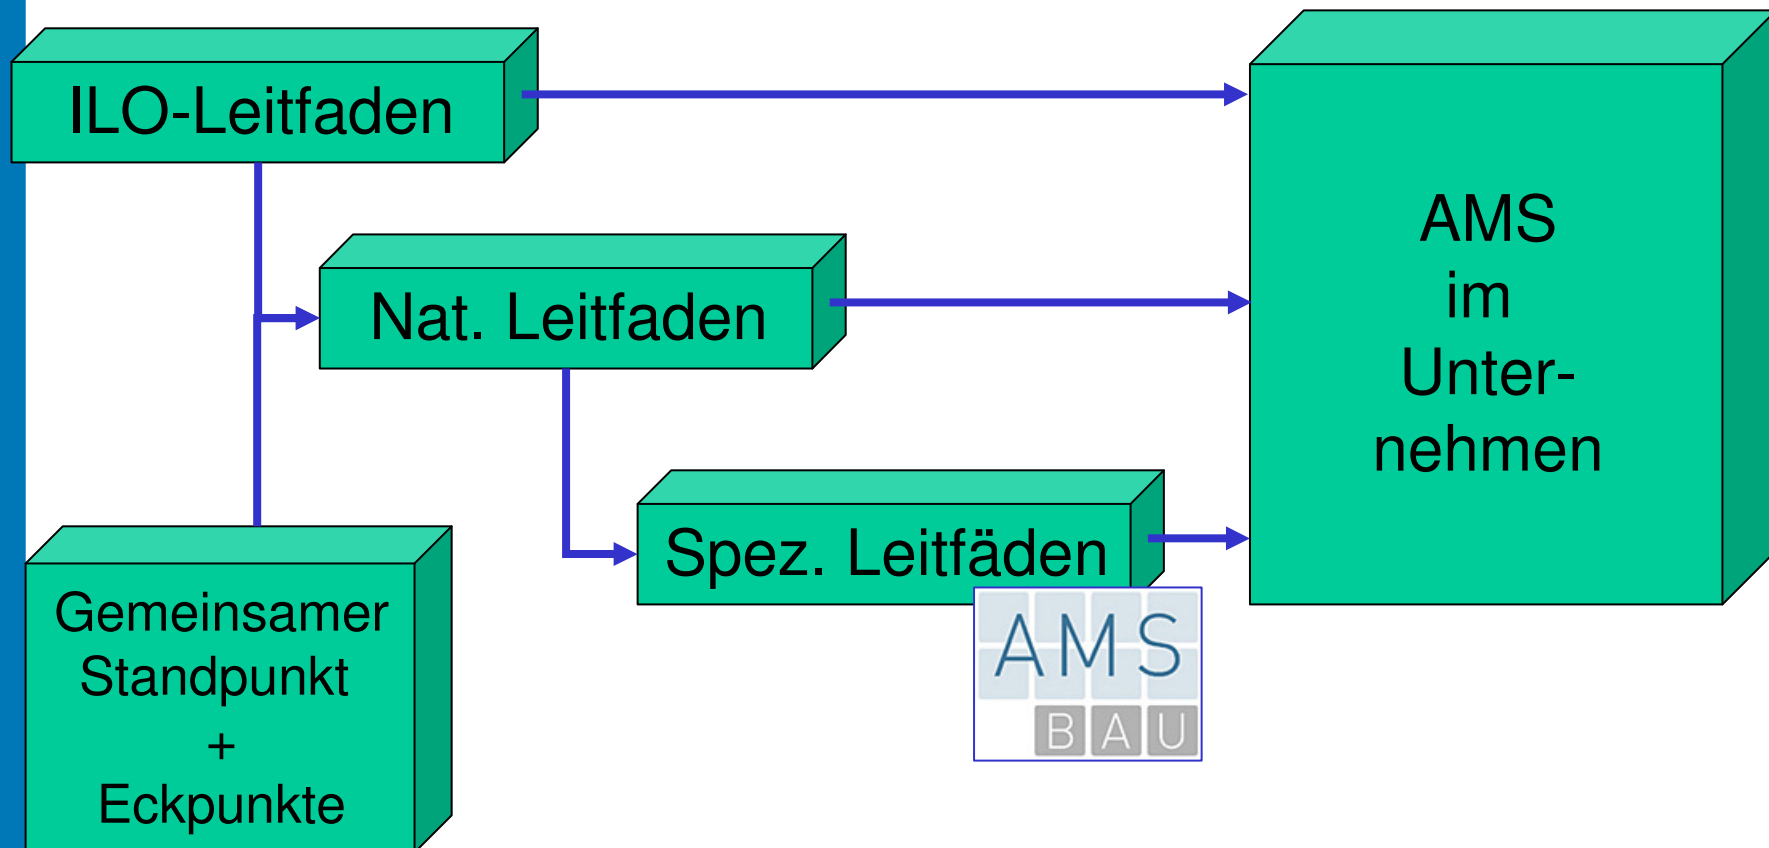 ILO-Leitfaden
Nat. Leitfaden
Spez. Leitfäden
AMS
BAU
Gemeinsamer
Standpunkt
+
Eckpunkte
AMS
im
Unter-
nehmen